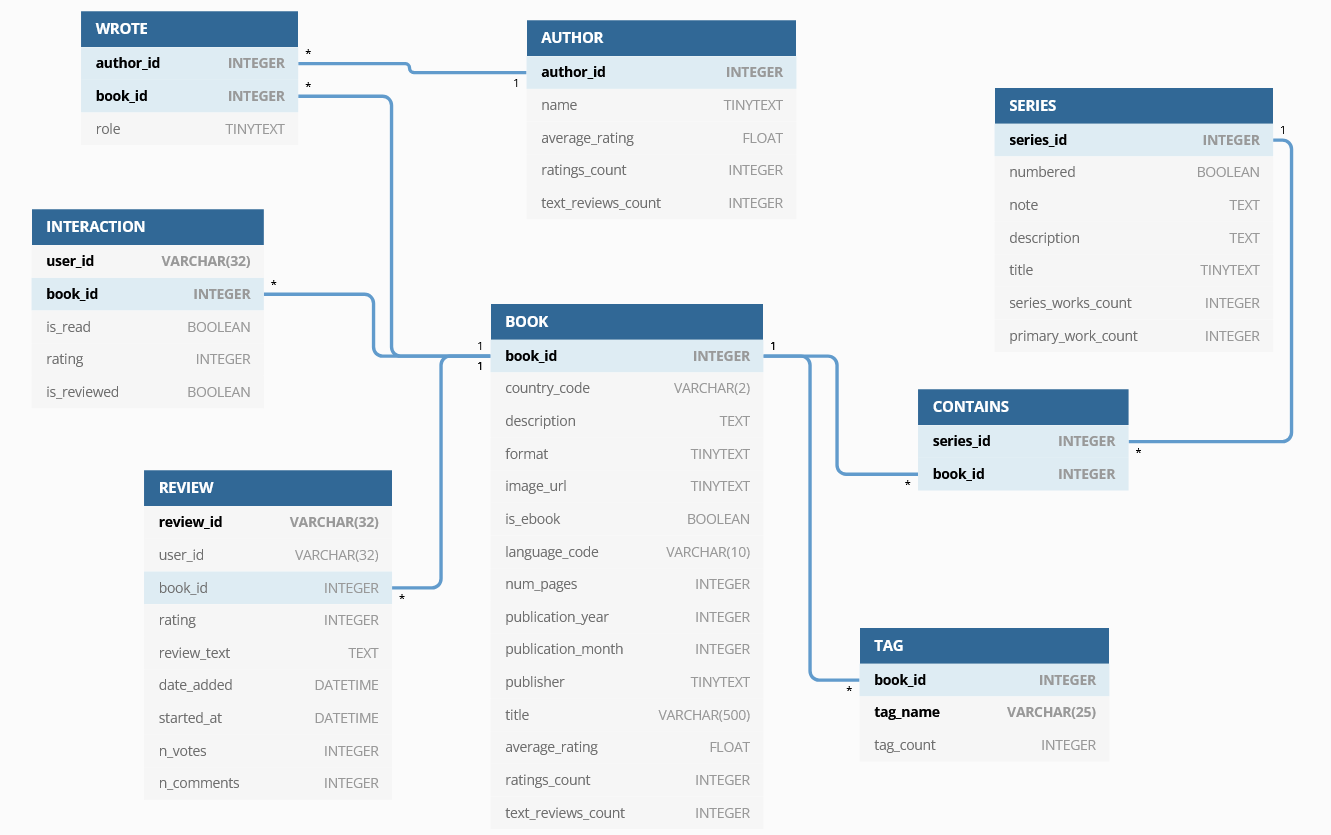 WROTE
author_id INTEGER
book_id INTEGER
role TINYTEXT
*
*
1
AUTHOR
author_id INTEGER
name TINYTEXT
average_rating FLOAT
ratings_count INTEGER
text_reviews_count INTEGER
SERIES
series_id INTEGER
numbered BOOLEAN
note TEXT
description TEXT
title TINYTEXT
series_works_count INTEGER
primary_work_count INTEGER
1
INTERACTION
user_id VARCHAR(32)
book_id INTEGER
is_read BOOLEAN
rating INTEGER
is_reviewed BOOLEAN
*
1
1
BOOK
book_id INTEGER
country_code VARCHAR(2)
description TEXT
format TINYTEXT
image_url TINYTEXT
is_ebook BOOLEAN
language_code VARCHAR(10)
num_pages INTEGER
publication_year INTEGER
publication_month INTEGER
publisher TINYTEXT
title VARCHAR(500)
average_rating FLOAT
ratings_count INTEGER
text_reviews_count INTEGER
1
CONTAINS
series_id INTEGER
book_id INTEGER
*
*
REVIEW
review_id VARCHAR(32)
user_id VARCHAR(32)
book_id INTEGER
rating INTEGER
review_text TEXT
date_added DATETIME
started_at DATETIME
n_votes INTEGER
n_comments INTEGER
*
TAG
book_id INTEGER
tag_name VARCHAR(25)
tag_count INTEGER
*